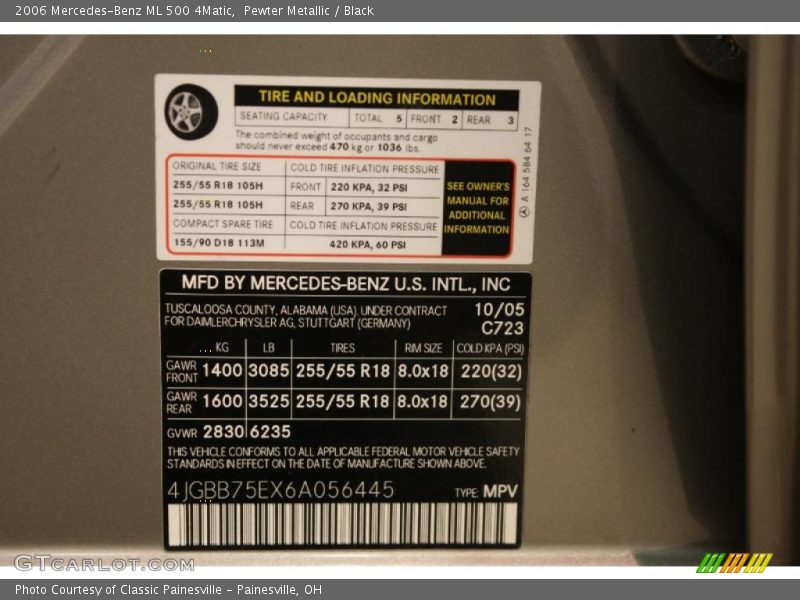 2006 Mercedes-Benz ML 500 4Matic,  Pewter Metallic / Black
TIRE AND LOADING INFORMATION
SEATING CAPACITY TOTAL 5 FRONT 2 REAR 3
The combined weight of occupants and cargo
should never exceed 470 kg or 1036 lbs.
ORIGINAL TIRE SIZE COLD TIRE INFLATION PRESSURE
255/55 R18 105H FRONT 220 KPA, 32 PSI
255/55 R18 105H REAR 270 KPA, 39 PSI
COMPACT SPARE TIRE COLD TIRE INFLATION PRESSURE
155/90 D18 113M 420 KPA, 60 PSI
SEE OWNER'S
MANUAL FOR
ADDITIONAL
INFORMATION
A 164 584 64 17
MFD BY MERCEDES-BENZ U.S. INTL., INC
TUSCALOOSA COUNTY, ALABAMA (USA), UNDER CONTRACT
FOR DAIMLERCHRYSLER AG, STUTTGART (GERMANY)
10/05
C723
KG LB TIRES RIM SIZE COLD KPA (PSI)
GAWR FRONT 1400 3085 255/55 R18 8.0x18 220(32)
GAWR REAR 1600 3525 255/55 R18 8.0x18 270(39)
GVWR 2830 6235
THIS VEHICLE CONFORMS TO ALL APPLICABLE FEDERAL MOTOR VEHICLE SAFETY
STANDARDS IN EFFECT ON THE DATE OF MANUFACTURE SHOWN ABOVE.
4JGBB75EX6A056445 TYPE: MPV
GTCARLOT.COM
Photo Courtesy of Classic Painesville - Painesville, OH